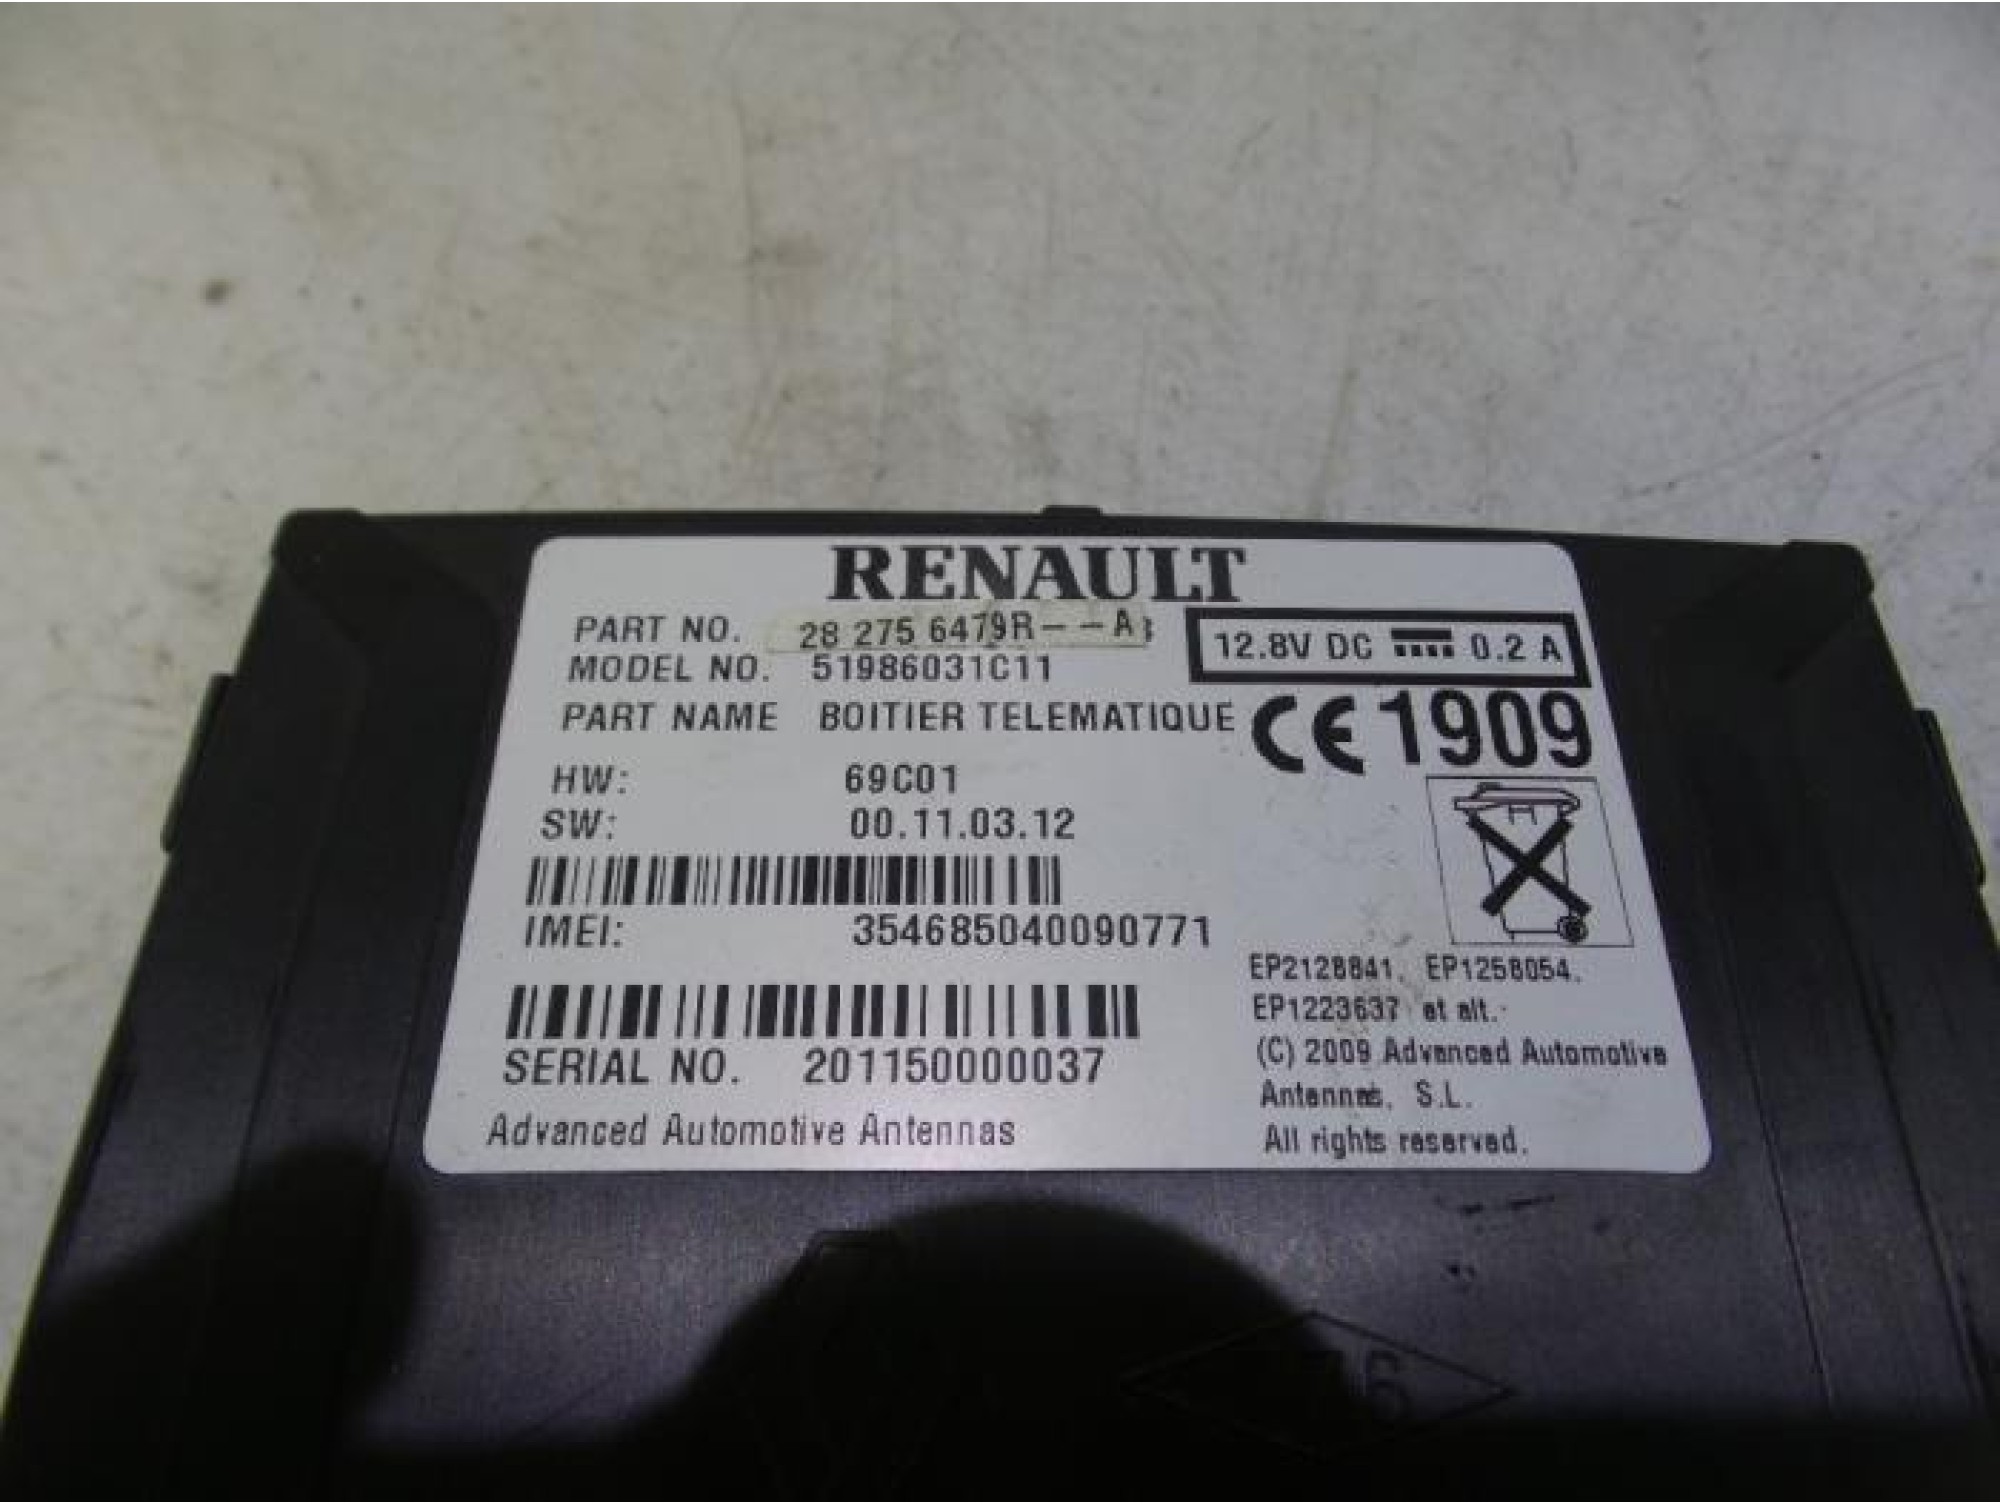 RENAULT
PART NO. 28 275 6479R--A
MODEL NO. 51986031C11
12.8V DC 0.2 A
PART NAME BOITIER TELEMATIQUE
CE 1909
HW: 69C01
SW: 00.11.03.12
IMEI: 354685040090771
SERIAL NO. 201150000037
Advanced Automotive Antennas
EP2128841, EP1258054,
EP1223637 et alt.
(C) 2009 Advanced Automotive
Antennas, S.L.
All rights reserved.